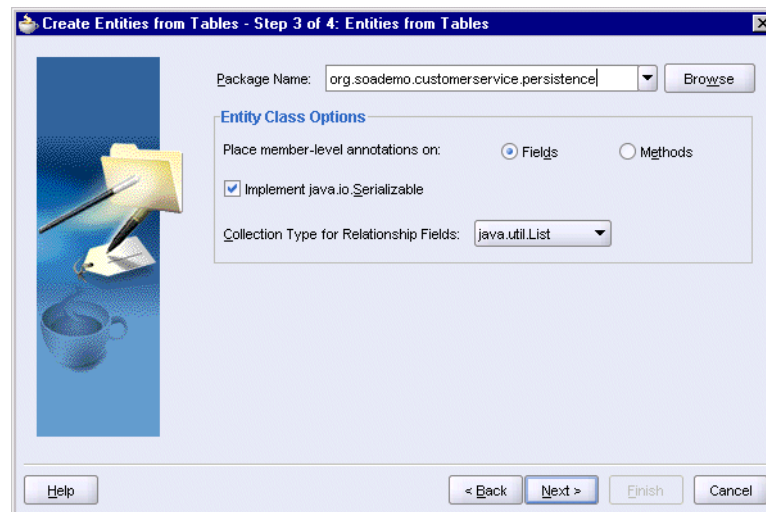 Create Entities from Tables - Step 3 of 4: Entities from Tables
Package Name: org.soademo.customerservice.persistence Browse
Entity Class Options
Place member-level annotations on: Fields Methods
Implement java.io.Serializable
Collection Type for Relationship Fields: java.util.List
Help < Back Next > Finish Cancel